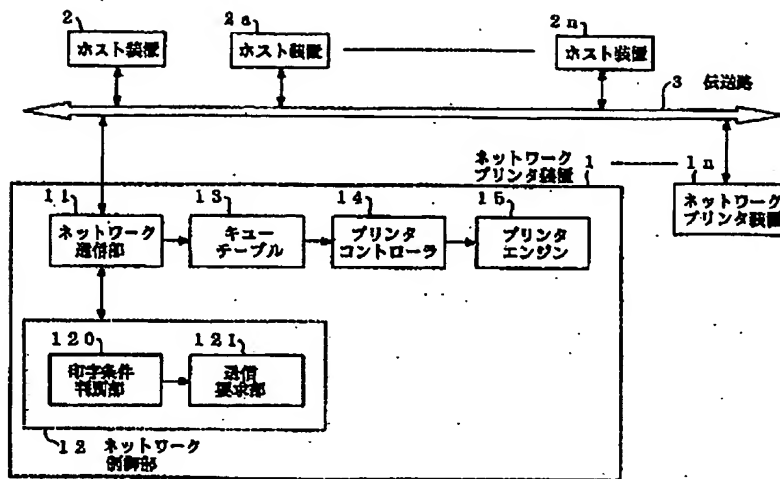 2
2a
2n
ホスト装置
ホスト装置
ホスト装置
3 伝送路
ネットワーク
プリンタ装置
1
1n
ネットワーク
プリンタ装置
11
13
14
15
ネットワーク
通信部
キュー
テーブル
プリンタ
コントローラ
プリンタ
エンジン
120
121
印字条件
判別部
送信
要求部
12 ネットワーク
制御部